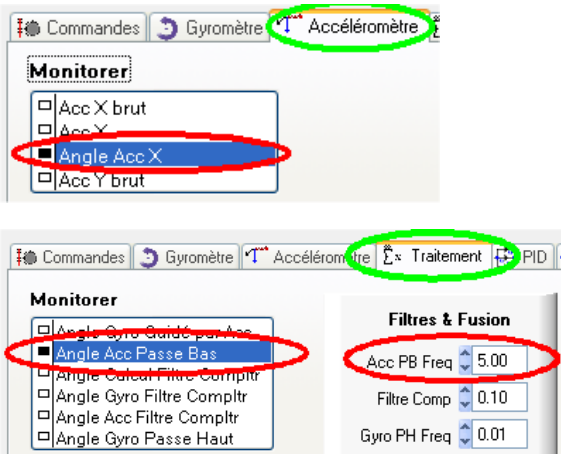 Commandes Gyromètre Accéléromètre
Monitorer
Acc X brut
Acc X
Angle Acc X
Acc Y brut
Commandes Gyromètre Accéléromètre Σx Traitement PID
Monitorer
Angle Gyro Guidé par Acc
Angle Acc Passe Bas
Angle Calcul Filtre Compltr
Angle Gyro Filtre Compltr
Angle Acc Filtre Compltr
Angle Gyro Passe Haut
Filtres & Fusion
Acc PB Freq 5.00
Filtre Comp 0.10
Gyro PH Freq 0.01